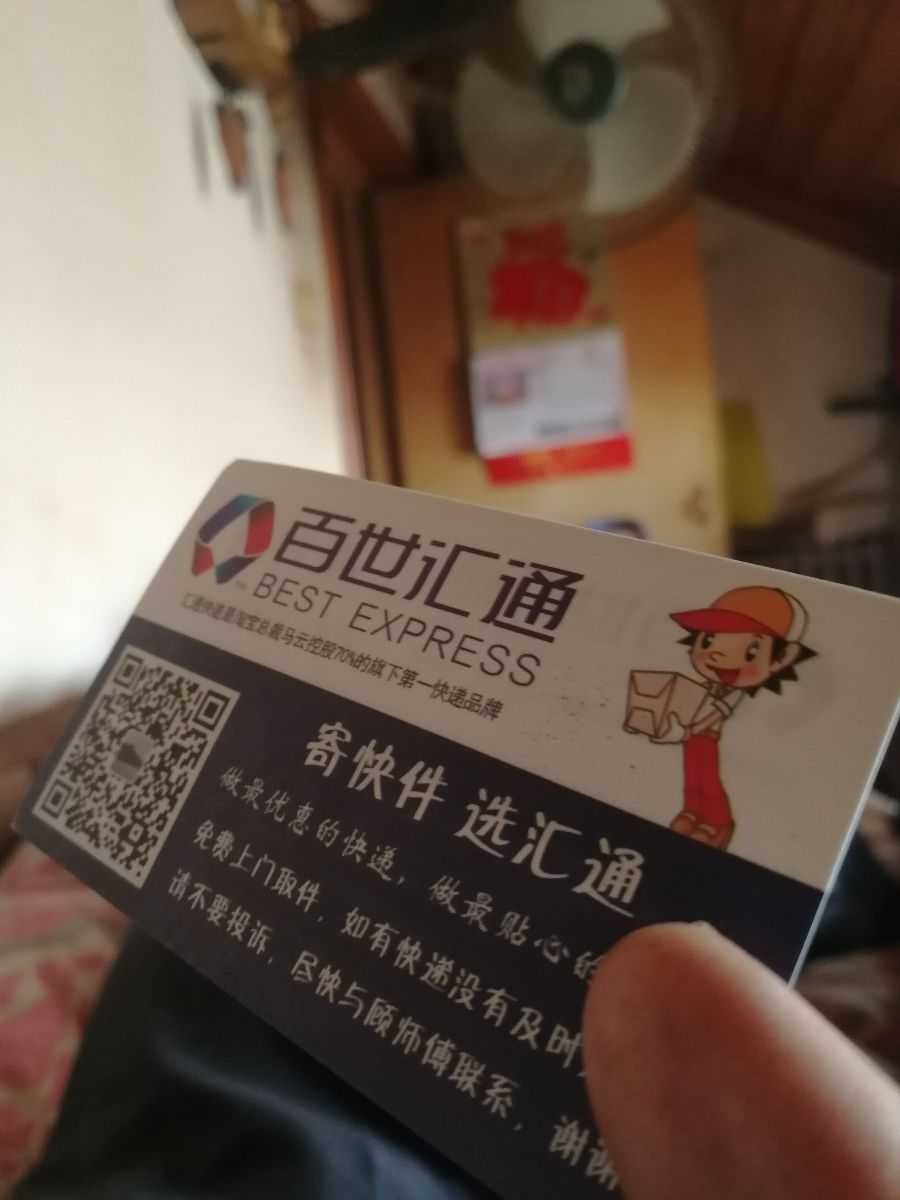 百世汇通
BEST EXPRESS
汇通快递是淘宝总裁马云控股70%的旗下第一快递品牌
寄快件 选汇通
做最优惠的快递，做最贴心的
免费上门取件，如有快递没有及时
请不要投诉，尽快与顾师傅联系，谢谢